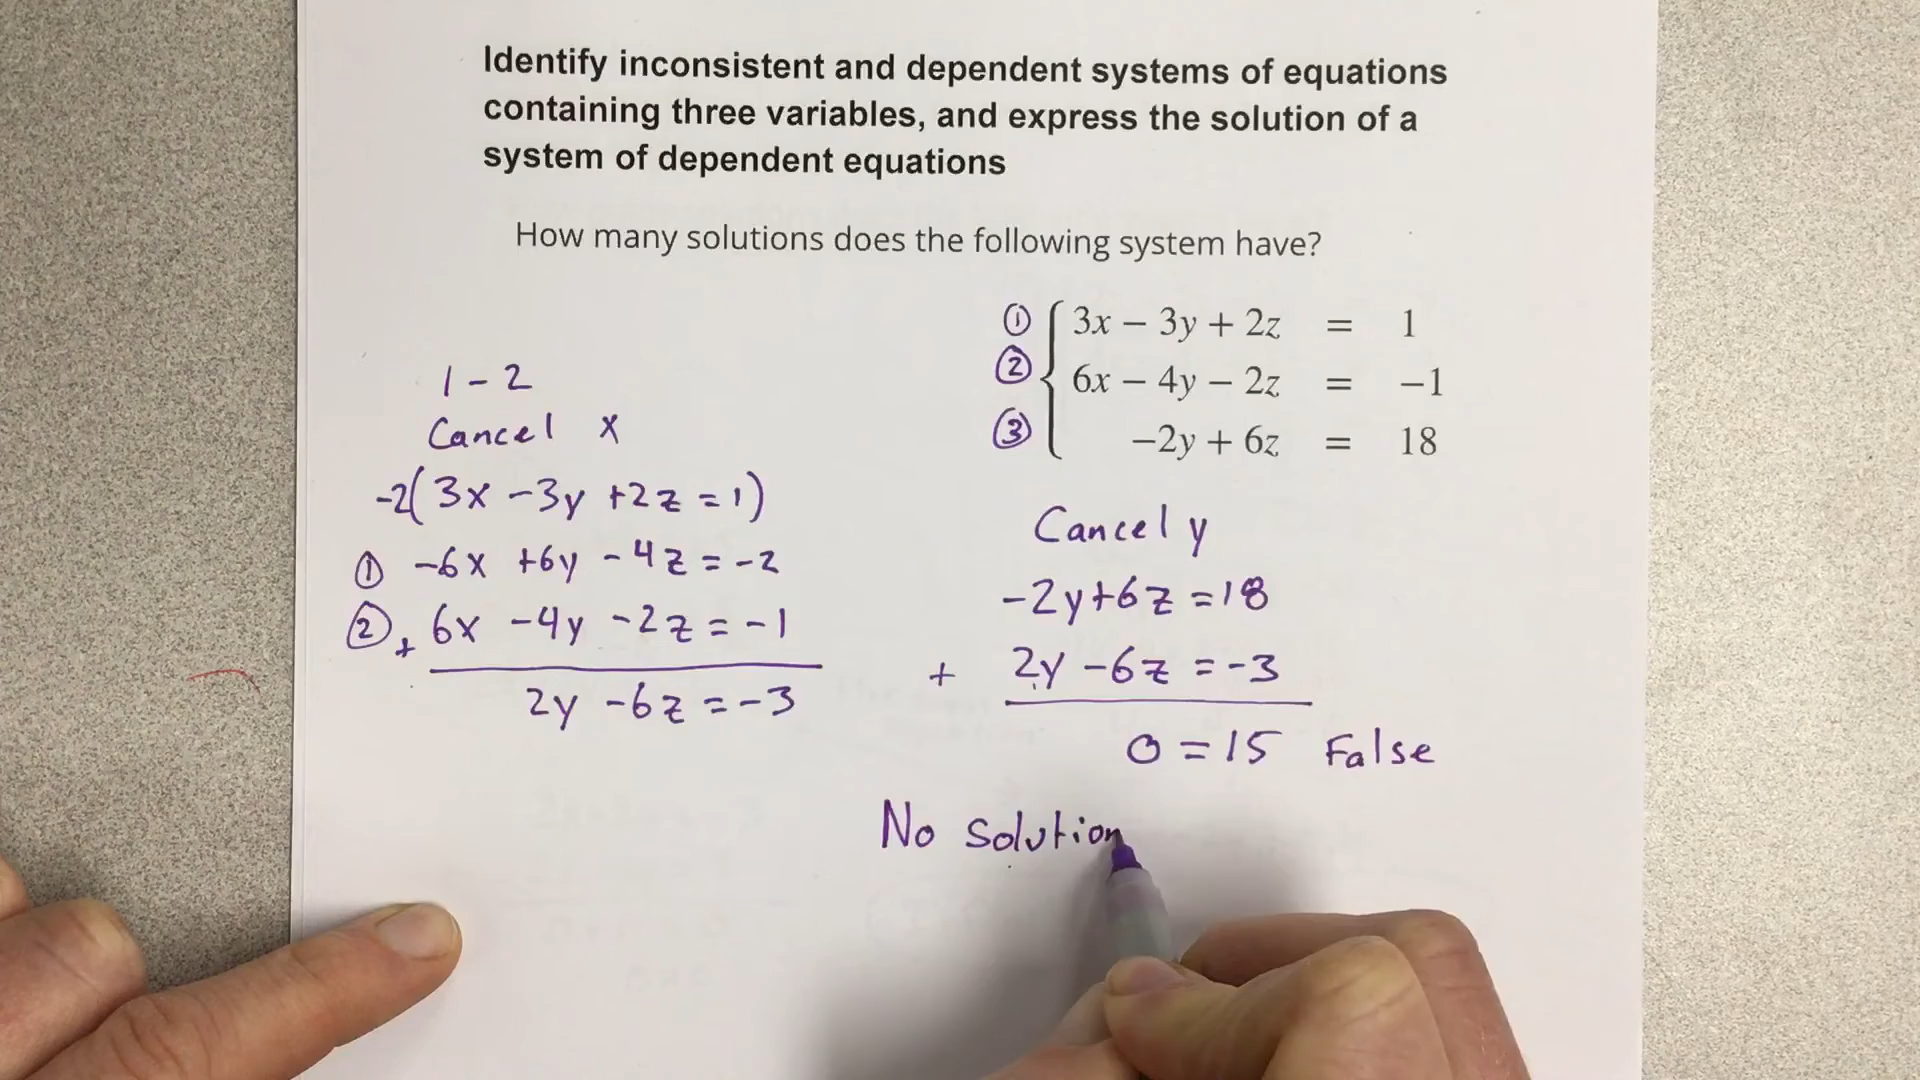 Identify inconsistent and dependent systems of equations
containing three variables, and express the solution of a
system of dependent equations
How many solutions does the following system have?
① 3x − 3y + 2z = 1
② 6x − 4y − 2z = −1
③ −2y + 6z = 18
1 - 2
Cancel x
-2(3x -3y +2z = 1)
① -6x +6y -4z = -2
② + 6x -4y -2z = -1
2y -6z = -3
Cancel y
-2y+6z =18
+ 2y -6z = -3
0 = 15 False
No Solution